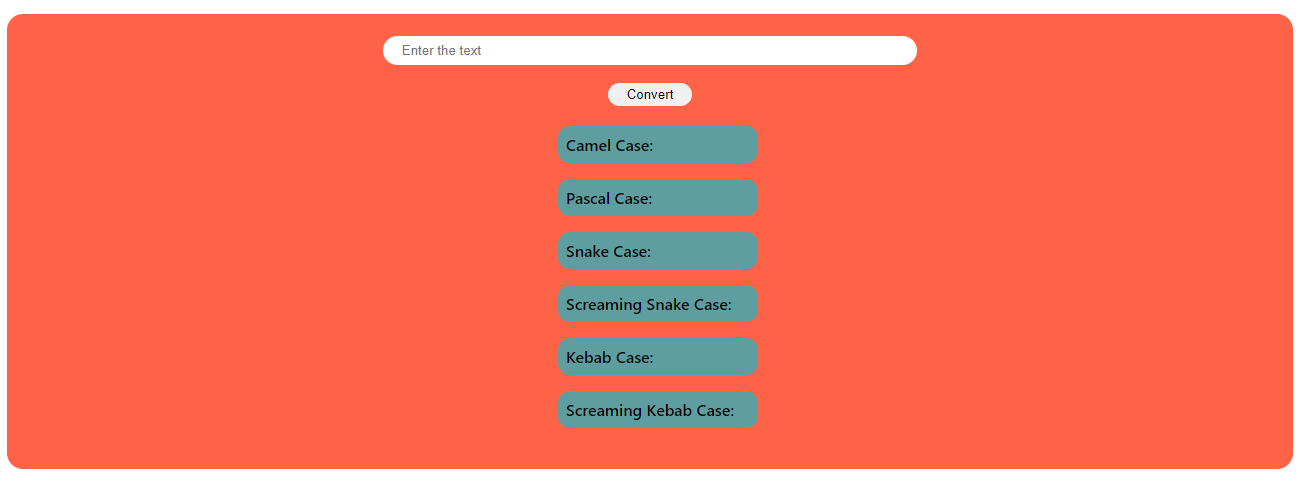 Enter the text
Convert
Camel Case:
Pascal Case:
Snake Case:
Screaming Snake Case:
Kebab Case:
Screaming Kebab Case: